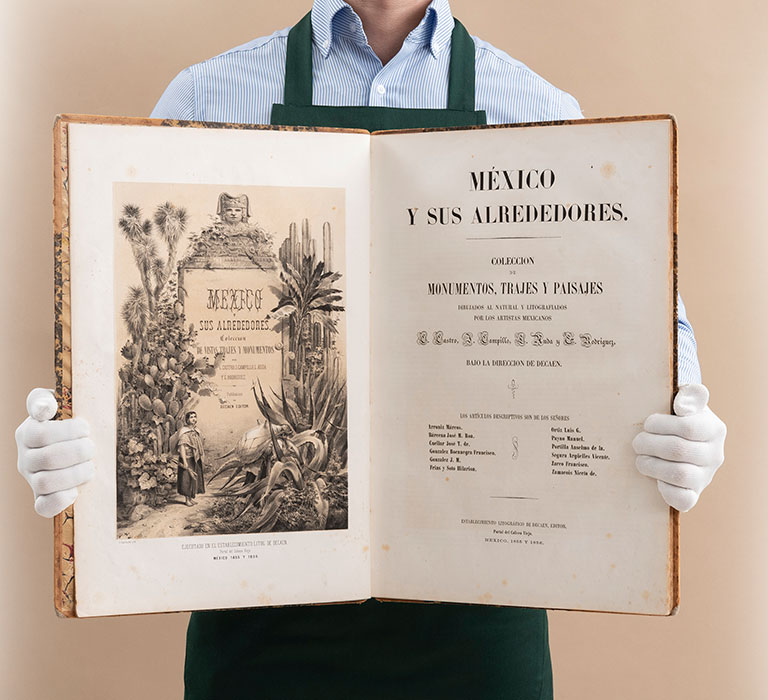 MEXICO
Y
SUS ALREDEDORES.
Coleccion
DE VISTAS, TRAJES Y MONUMENTOS
POR
C. CASTRO, J. CAMPILLO, L. AUDA
Y G. RODRIGUEZ.
DECAEN EDITOR.
EJECUTADO EN EL ESTABLECIMIENTO LITOG. DE DECAEN.
Portal del Coliseo Viejo.
MEXICO 1855 Y 1856
MÉXICO
Y SUS ALREDEDORES.
COLECCION
DE
MONUMENTOS, TRAJES Y PAISAJES
DIBUJADOS AL NATURAL Y LITOGRAFIADOS
POR LOS ARTISTAS MEXICANOS
C. Castro, J. Campillo, L. Auda y G. Rodriguez,
BAJO LA DIRECCION DE DECAEN.
LOS ARTÍCULOS DESCRIPTIVOS SON DE LOS SEÑORES
Arroniz Márcos.
Bárcena José M. Roa.
Cuellar José T. de.
Gonzalez Bocanegra Francisco.
Gonzalez J. M.
Frias y Soto Hilarion.
Ortiz Luis G.
Payno Manuel.
Portilla Anselmo de la.
Segura Argüelles Vicente.
Zarco Francisco.
Zamacois Niceto de.
ESTABLECIMIENTO LITOGRÁFICO DE DECAEN, EDITOR,
Portal del Coliseo Viejo.
MÉXICO, 1855 Y 1856.